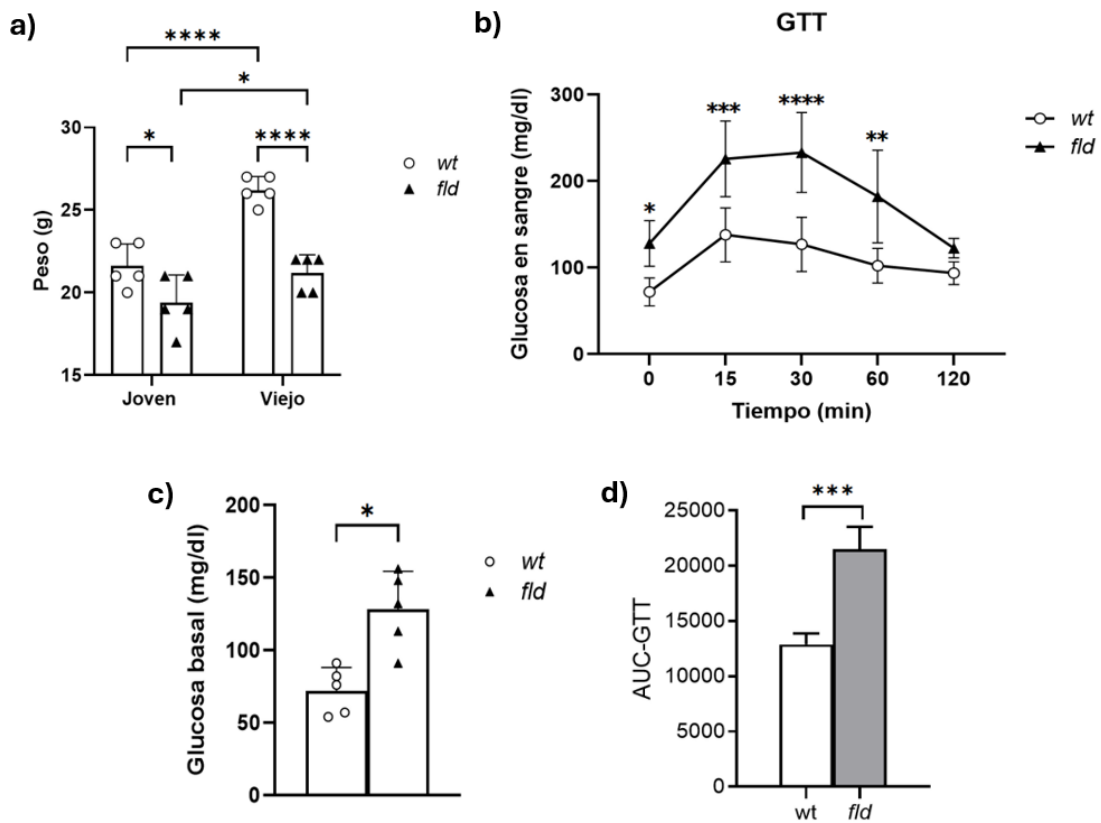 a)
****
*
*
****
30
25
20
15
Peso (g)
Joven
Viejo
wt
fld
b)
GTT
300
200
100
0
Glucosa en sangre (mg/dl)
*
***
****
**
0 15 30 60 120
Tiempo (min)
wt
fld
c)
200
150
100
50
0
Glucosa basal (mg/dl)
*
wt
fld
d)
***
25000
20000
15000
10000
5000
0
AUC-GTT
wt fld